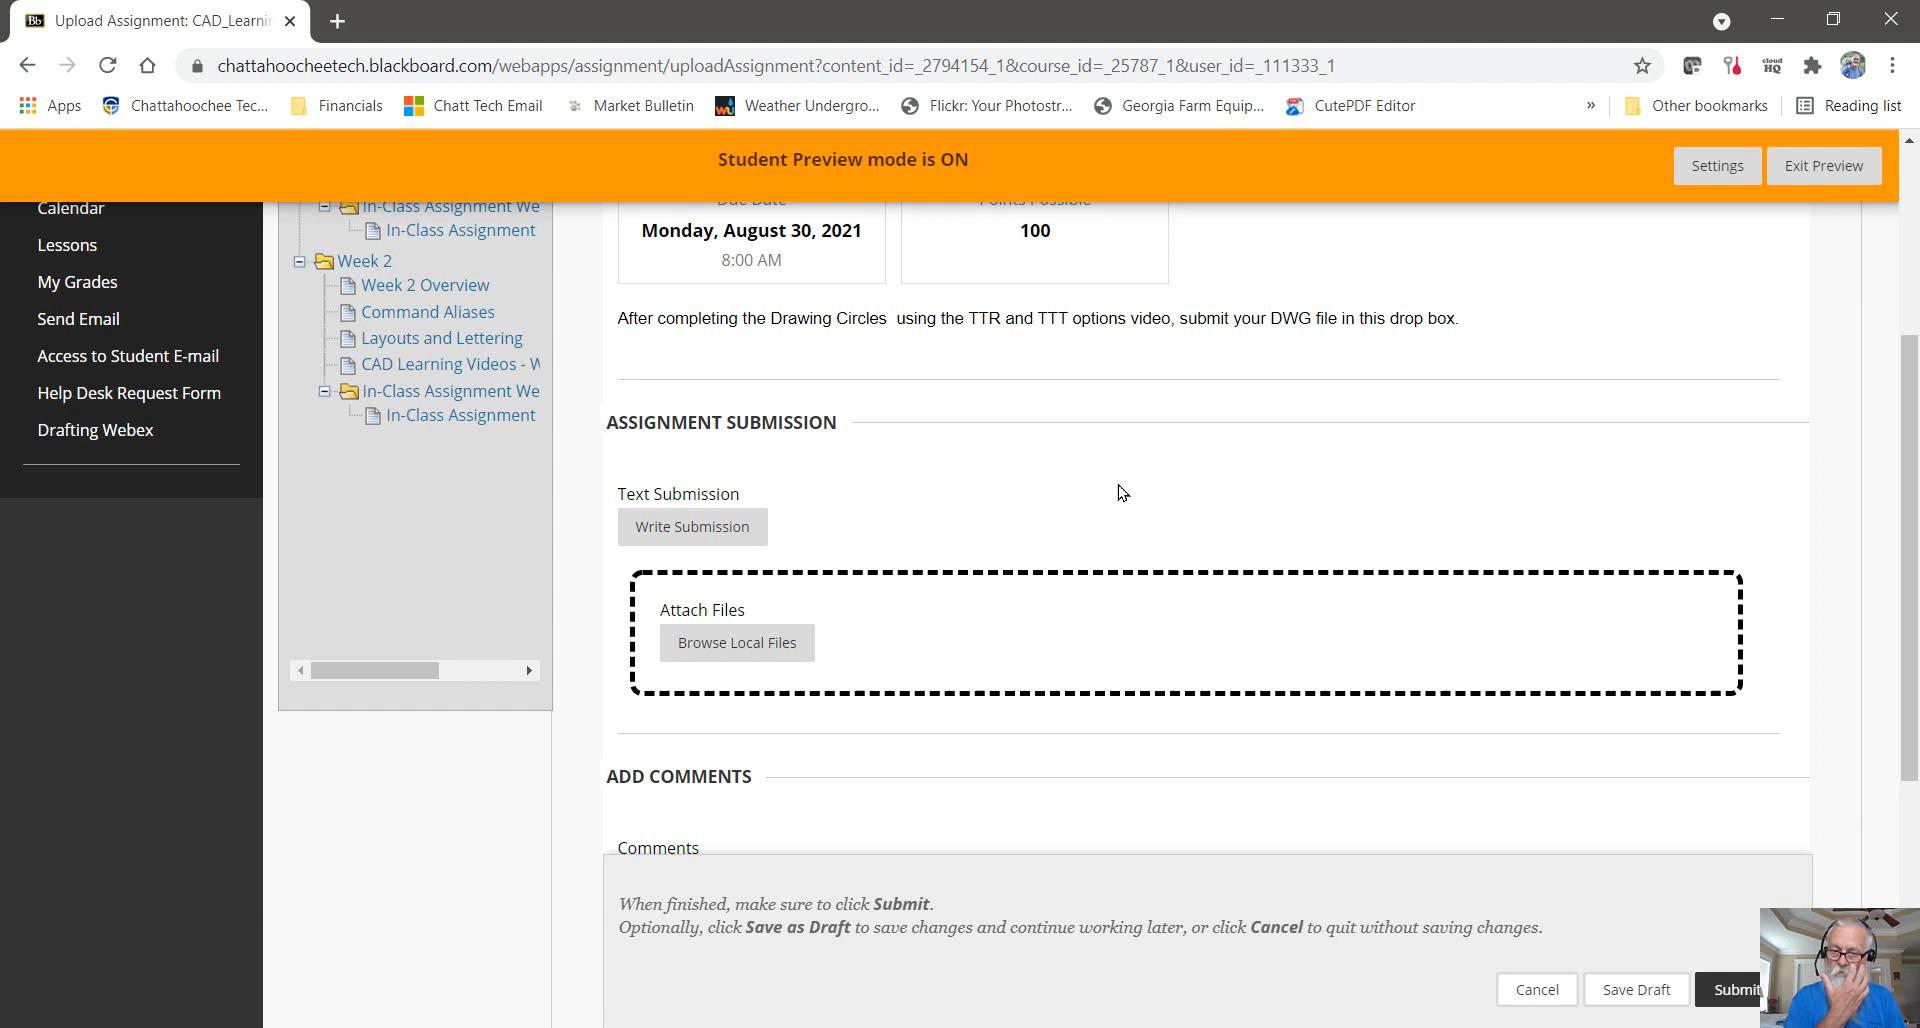 Bb Upload Assignment: CAD_Learnin
chattahoocheetech.blackboard.com/webapps/assignment/uploadAssignment?content_id=_2794154_1&course_id=_25787_1&user_id=_111333_1
cloud
HQ
Apps Chattahoochee Tec... Financials Chatt Tech Email Market Bulletin Weather Undergro... Flickr: Your Photostr... Georgia Farm Equip... CutePDF Editor » Other bookmarks Reading list
Student Preview mode is ON
Settings Exit Preview
Calendar
Lessons
My Grades
Send Email
Access to Student E-mail
Help Desk Request Form
Drafting Webex
In-Class Assignment We
In-Class Assignment
Week 2
Week 2 Overview
Command Aliases
Layouts and Lettering
CAD Learning Videos - W
In-Class Assignment We
In-Class Assignment
Due Date
Monday, August 30, 2021
8:00 AM
Points Possible
100
After completing the Drawing Circles using the TTR and TTT options video, submit your DWG file in this drop box.
ASSIGNMENT SUBMISSION
Text Submission
Write Submission
Attach Files
Browse Local Files
ADD COMMENTS
Comments
When finished, make sure to click Submit.
Optionally, click Save as Draft to save changes and continue working later, or click Cancel to quit without saving changes.
Cancel Save Draft Submit